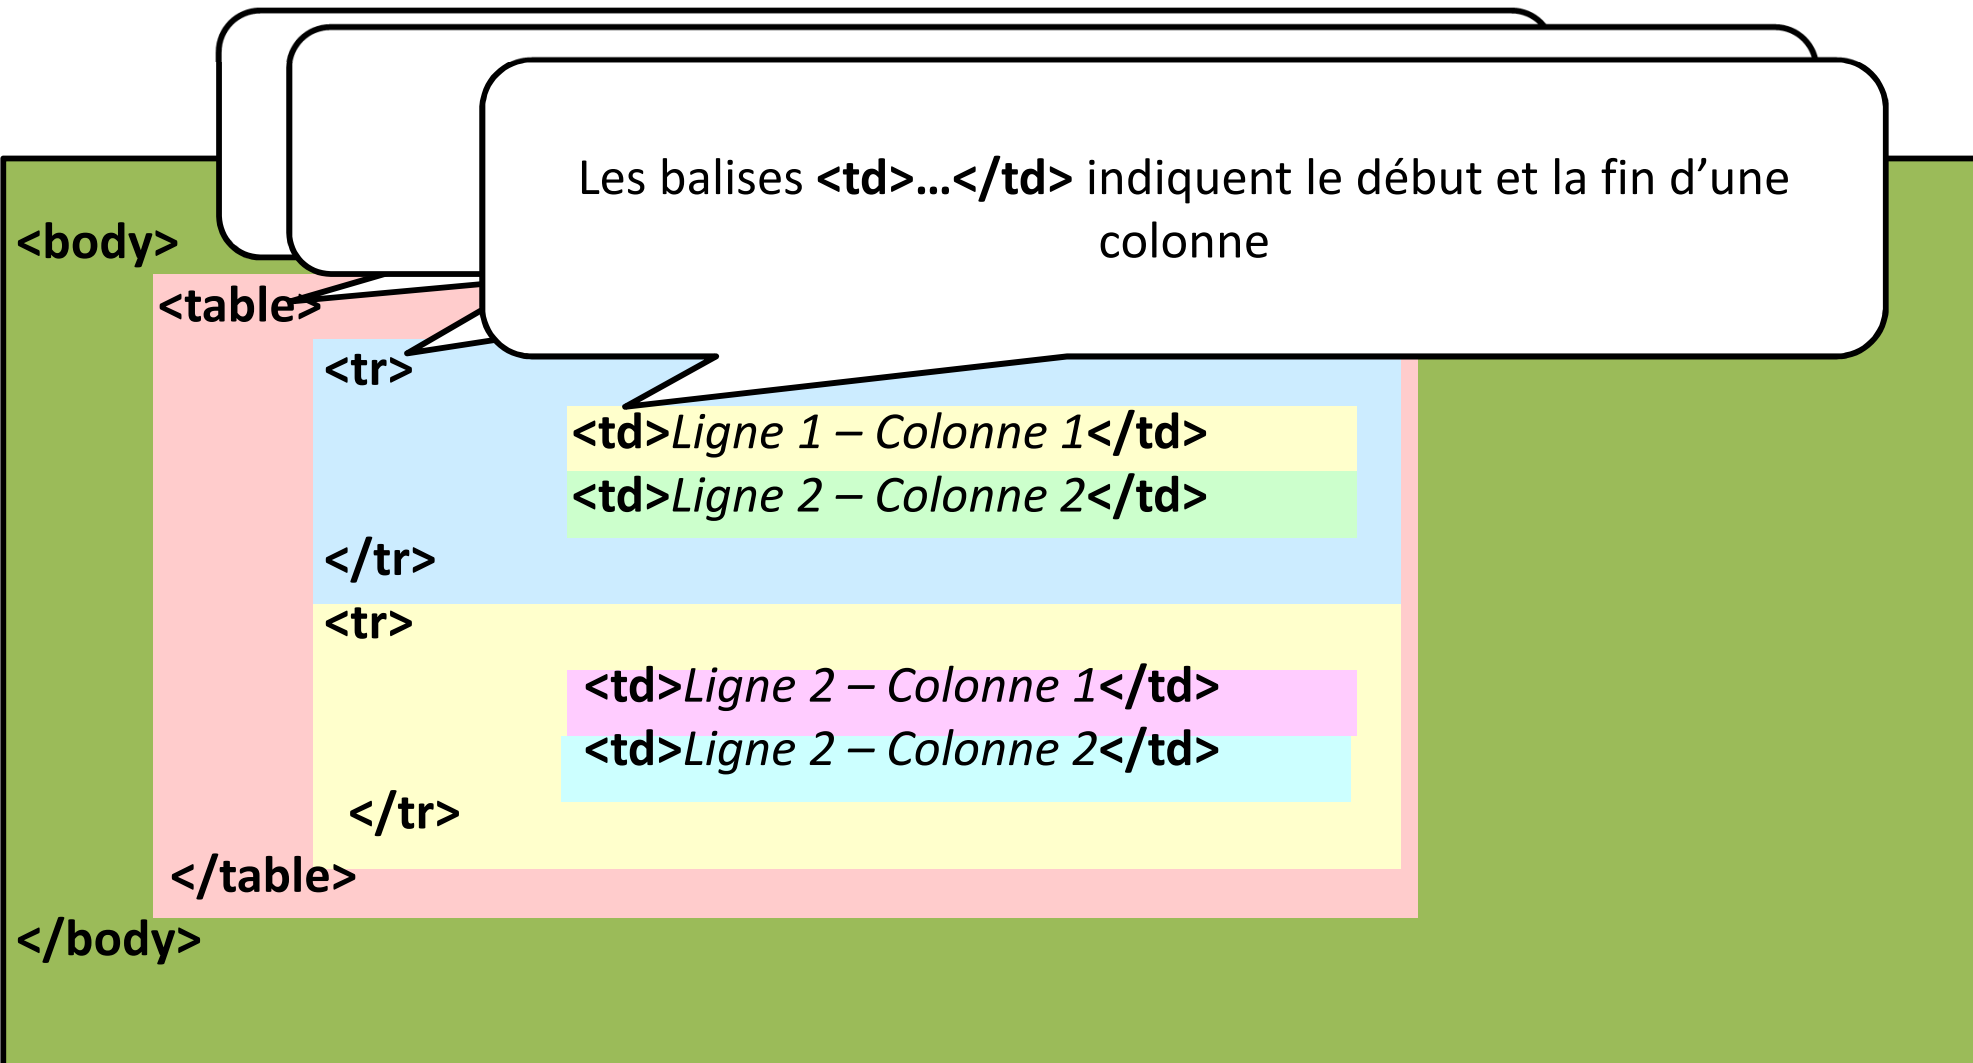 Les balises <td>...</td> indiquent le début et la fin d’une
colonne
<body>
<table>
<tr>
<td>Ligne 1 – Colonne 1</td>
<td>Ligne 2 – Colonne 2</td>
</tr>
<tr>
<td>Ligne 2 – Colonne 1</td>
<td>Ligne 2 – Colonne 2</td>
</tr>
</table>
</body>